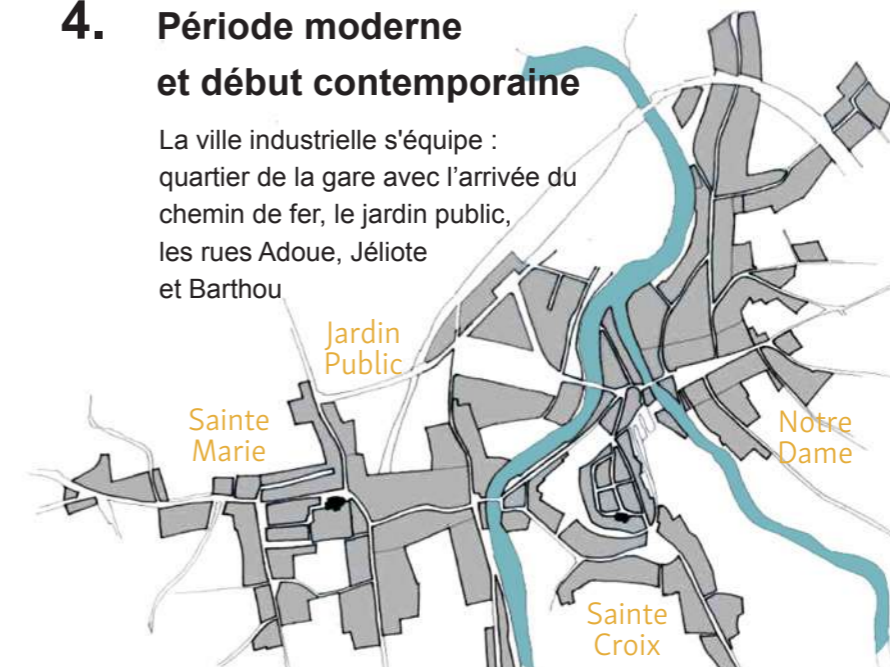 4. Période moderne
et début contemporaine
La ville industrielle s'équipe :
quartier de la gare avec l’arrivée du
chemin de fer, le jardin public,
les rues Adoue, Jéliote
et Barthou
Jardin
Public
Sainte
Marie
Notre
Dame
Sainte
Croix